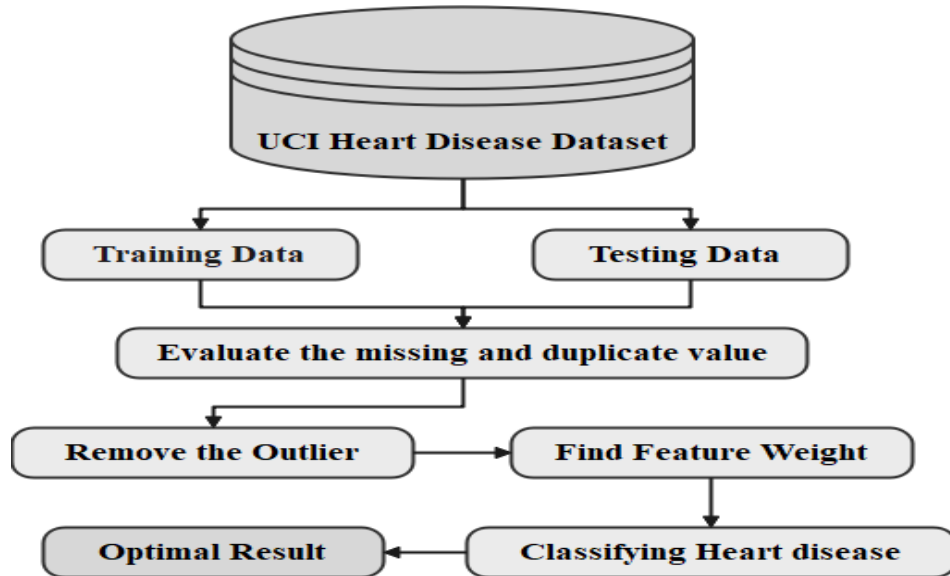 UCI Heart Disease Dataset
Training Data
Testing Data
Evaluate the missing and duplicate value
Remove the Outlier
Find Feature Weight
Optimal Result
Classifying Heart disease